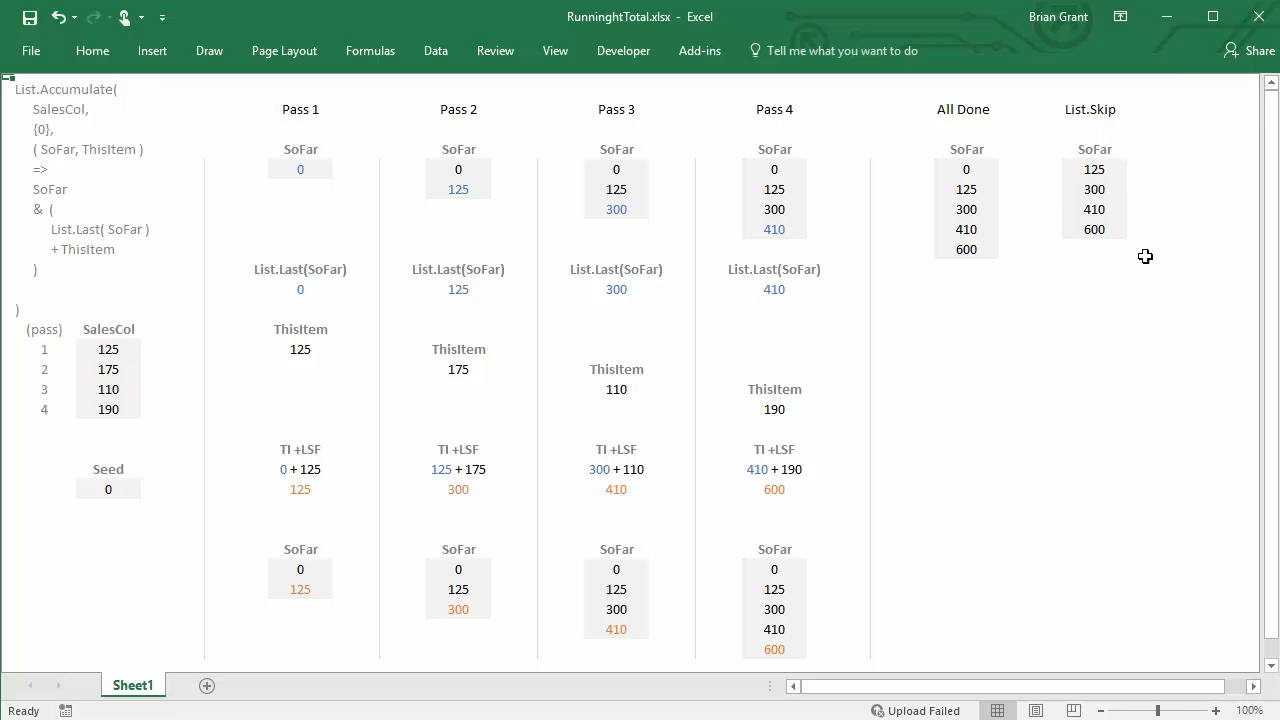 RunninghtTotal.xlsx - Excel
Brian Grant
File Home Insert Draw Page Layout Formulas Data Review View Developer Add-ins Tell me what you want to do Share
List.Accumulate(
SalesCol,
{0},
( SoFar, ThisItem )
=>
SoFar
& (
List.Last( SoFar )
+ ThisItem
)
)
(pass) SalesCol
1 125
2 175
3 110
4 190
Seed
0
Pass 1
SoFar
0
List.Last(SoFar)
0
ThisItem
125
TI +LSF
0 + 125
125
SoFar
0
125
Pass 2
SoFar
0
125
List.Last(SoFar)
125
ThisItem
175
TI +LSF
125 + 175
300
SoFar
0
125
300
Pass 3
SoFar
0
125
300
List.Last(SoFar)
300
ThisItem
110
TI +LSF
300 + 110
410
SoFar
0
125
300
410
Pass 4
SoFar
0
125
300
410
List.Last(SoFar)
410
ThisItem
190
TI +LSF
410 + 190
600
SoFar
0
125
300
410
600
All Done
SoFar
0
125
300
410
600
List.Skip
SoFar
125
300
410
600
Sheet1
Ready
Upload Failed
100%